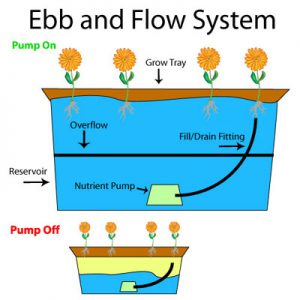 Ebb and Flow System
Pump On
Grow Tray
Overflow
Fill/Drain Fitting
Reservoir
Nutrient Pump
Pump Off